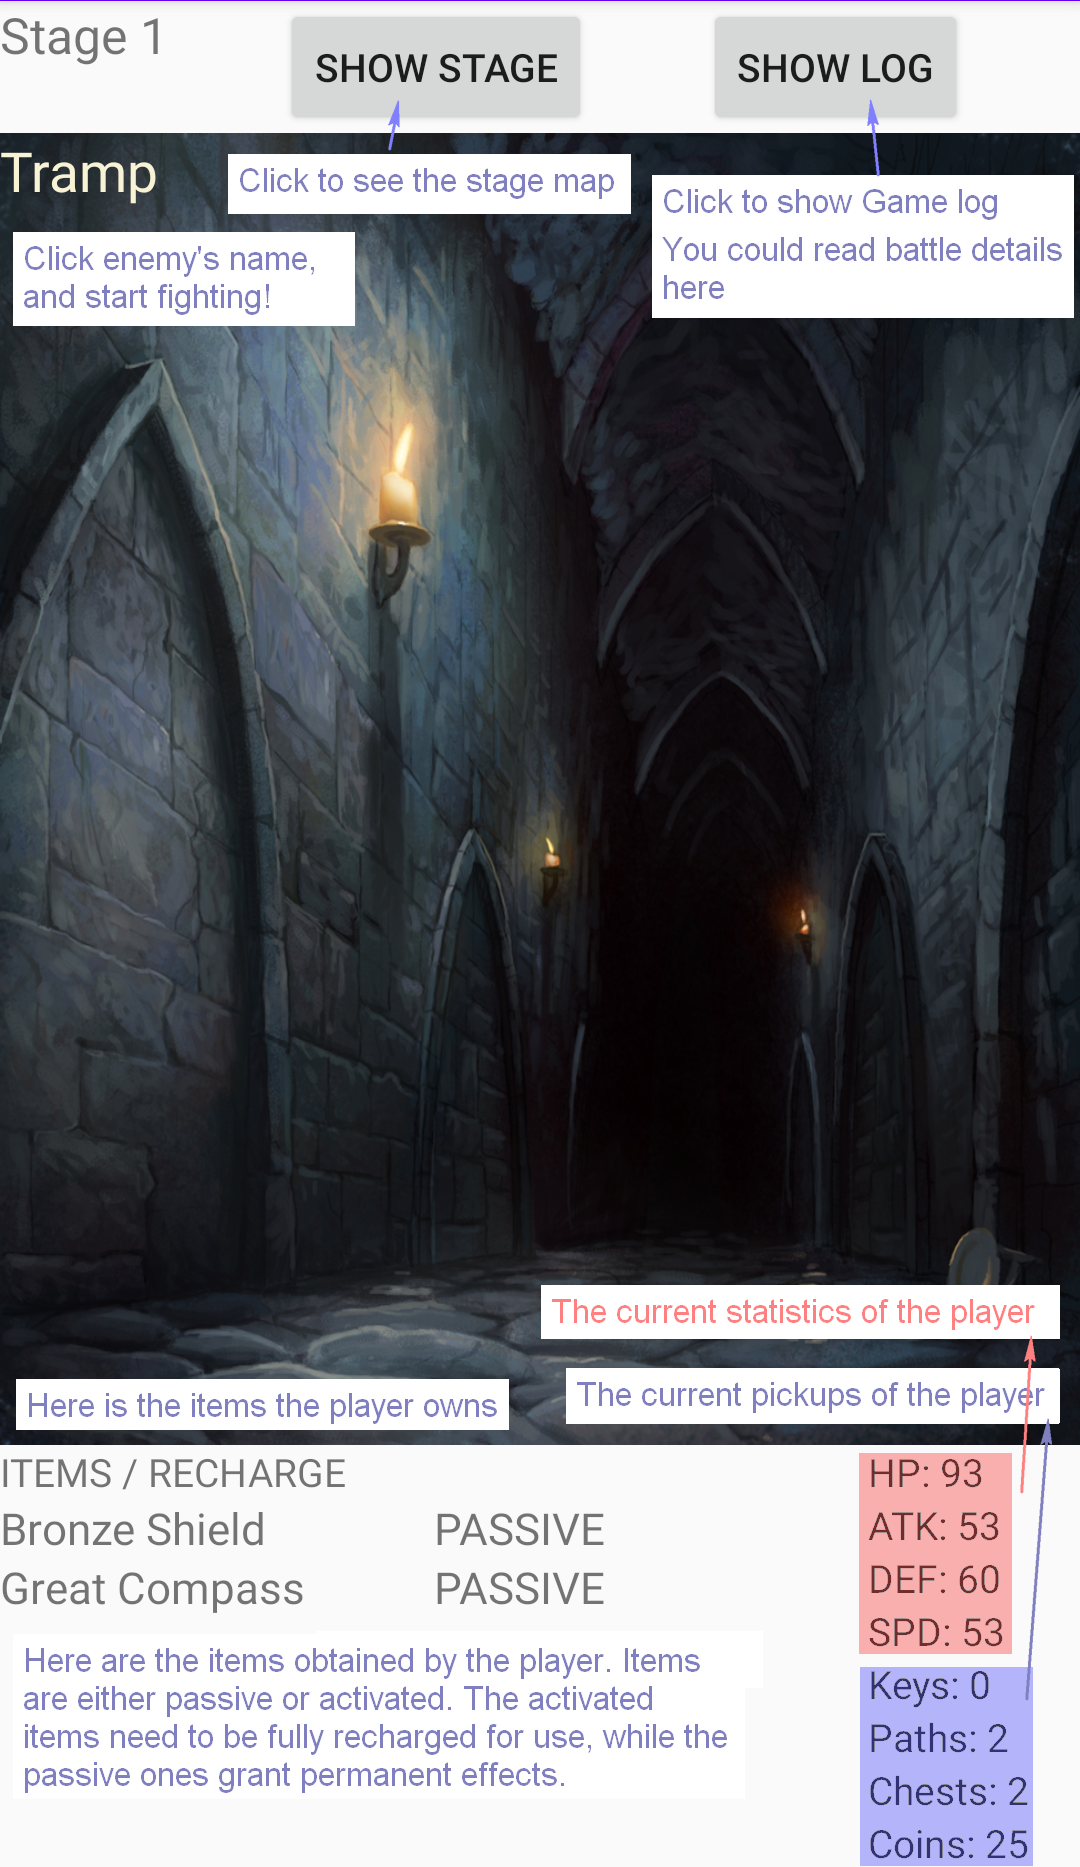 Stage 1
SHOW STAGE
SHOW LOG
Tramp
Click to see the stage map
Click to show Game log
You could read battle details
here
Click enemy's name,
and start fighting!
The current statistics of the player
The current pickups of the player
Here is the items the player owns
ITEMS / RECHARGE
Bronze Shield PASSIVE
Great Compass PASSIVE
Here are the items obtained by the player. Items
are either passive or activated. The activated
items need to be fully recharged for use, while the
passive ones grant permanent effects.
HP: 93
ATK: 53
DEF: 60
SPD: 53
Keys: 0
Paths: 2
Chests: 2
Coins: 25